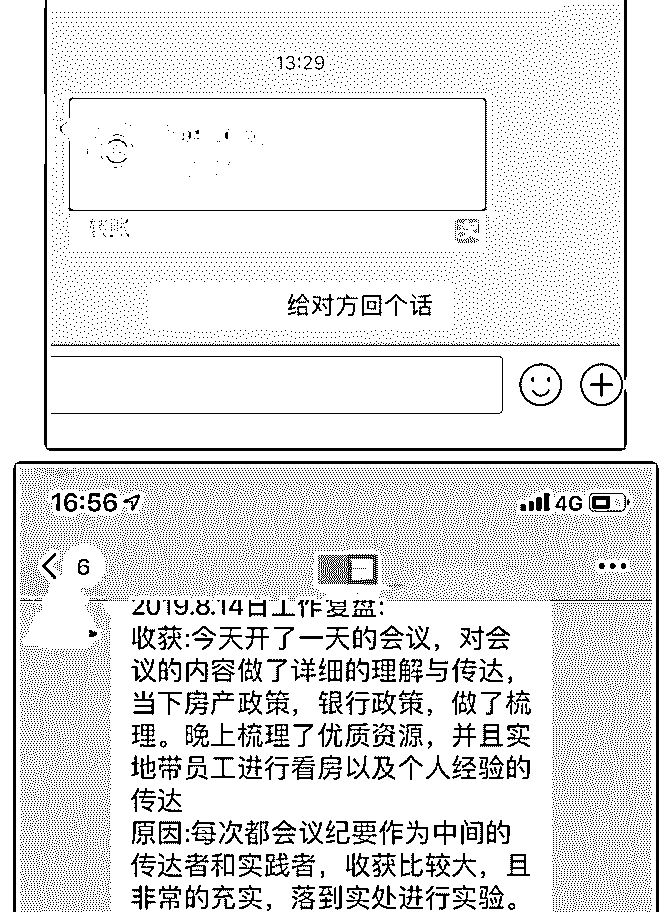 13:29
转账
给对方回个话
16:56
4G
6
2019.8.14日工作复盘:
收获:今天开了一天的会议，对会
议的内容做了详细的理解与传达，
当下房产政策，银行政策，做了梳
理。晚上梳理了优质资源，并且实
地带员工进行看房以及个人经验的
传达
原因:每次都会议纪要作为中间的
传达者和实践者，收获比较大，且
非常的充实，落到实处进行实验。